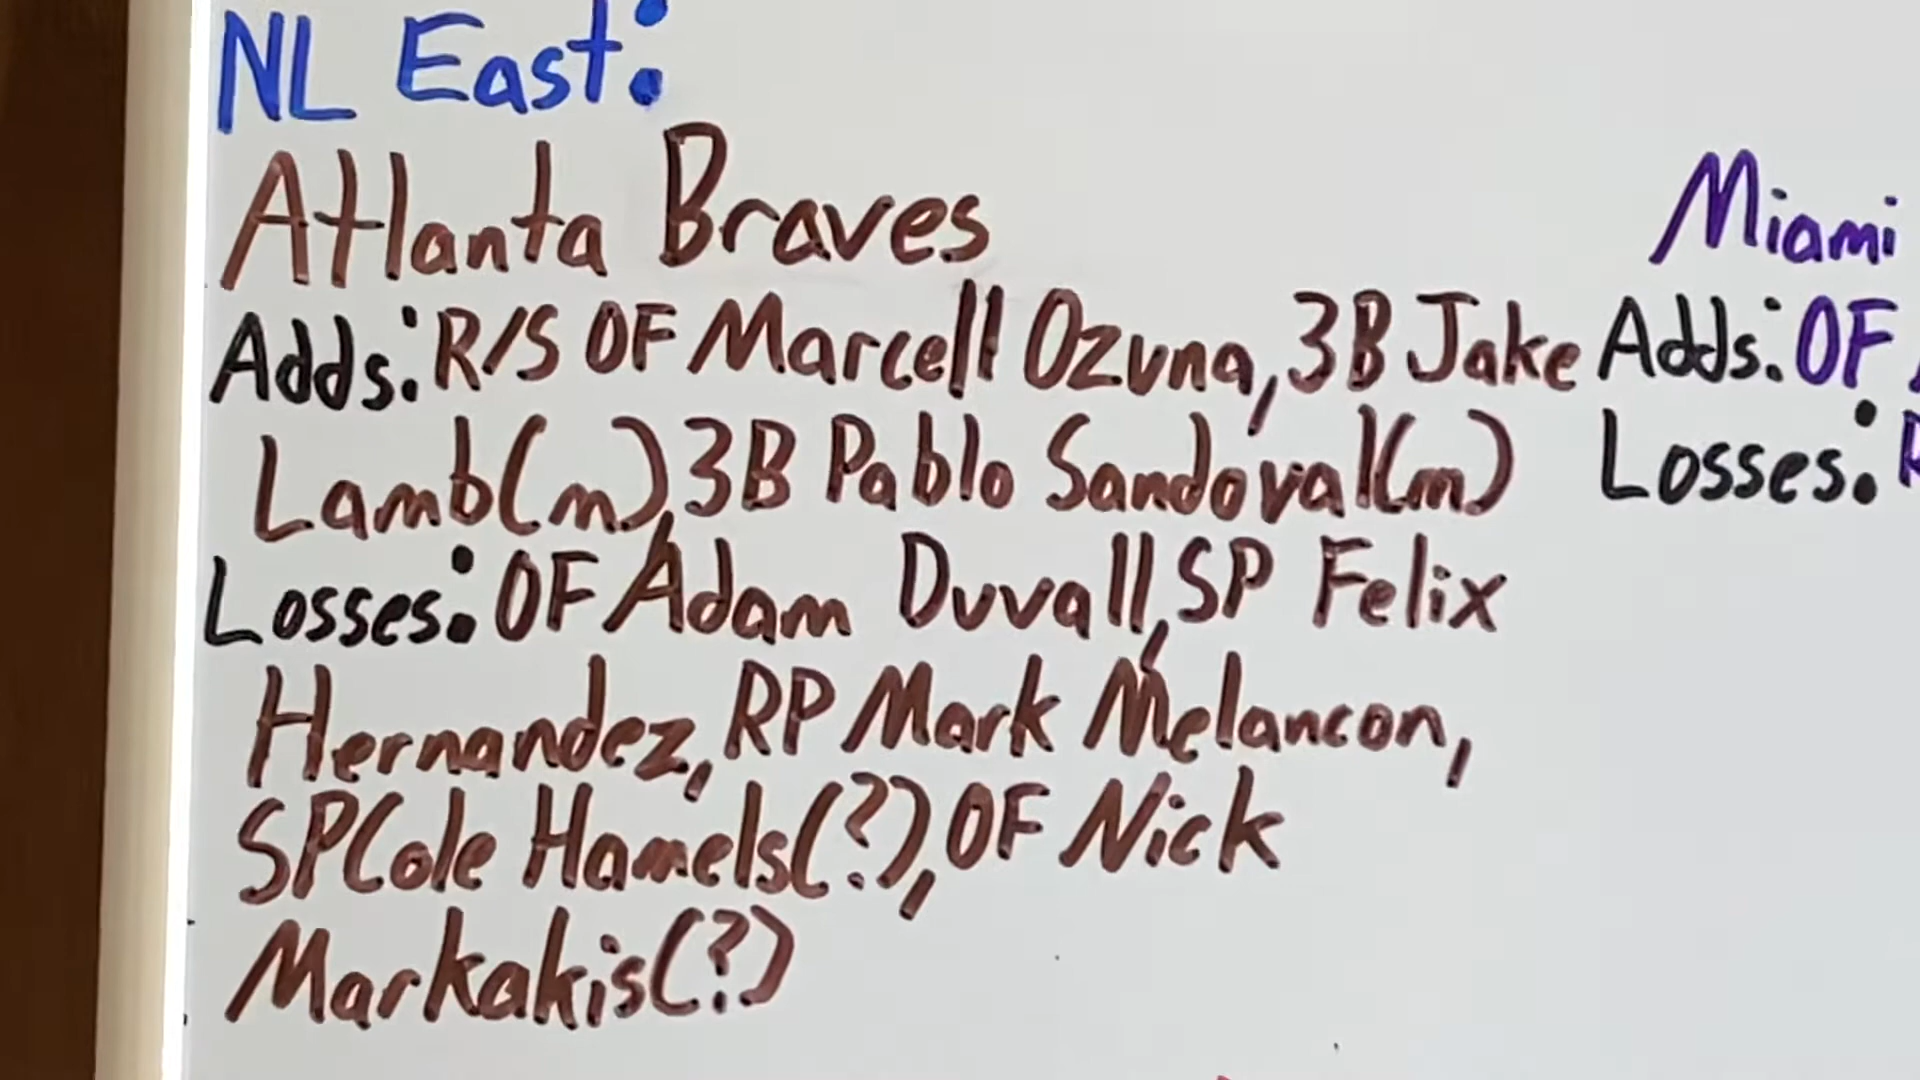 NL East:
Atlanta Braves
Adds: R/S OF Marcell Ozuna, 3B Jake
Lamb(m), 3B Pablo Sandoval(m)
Losses: OF Adam Duvall, SP Felix
Hernandez, RP Mark Melancon,
SP Cole Hamels(?), OF Nick
Markakis(?)
Miami
Adds: OF
Losses: